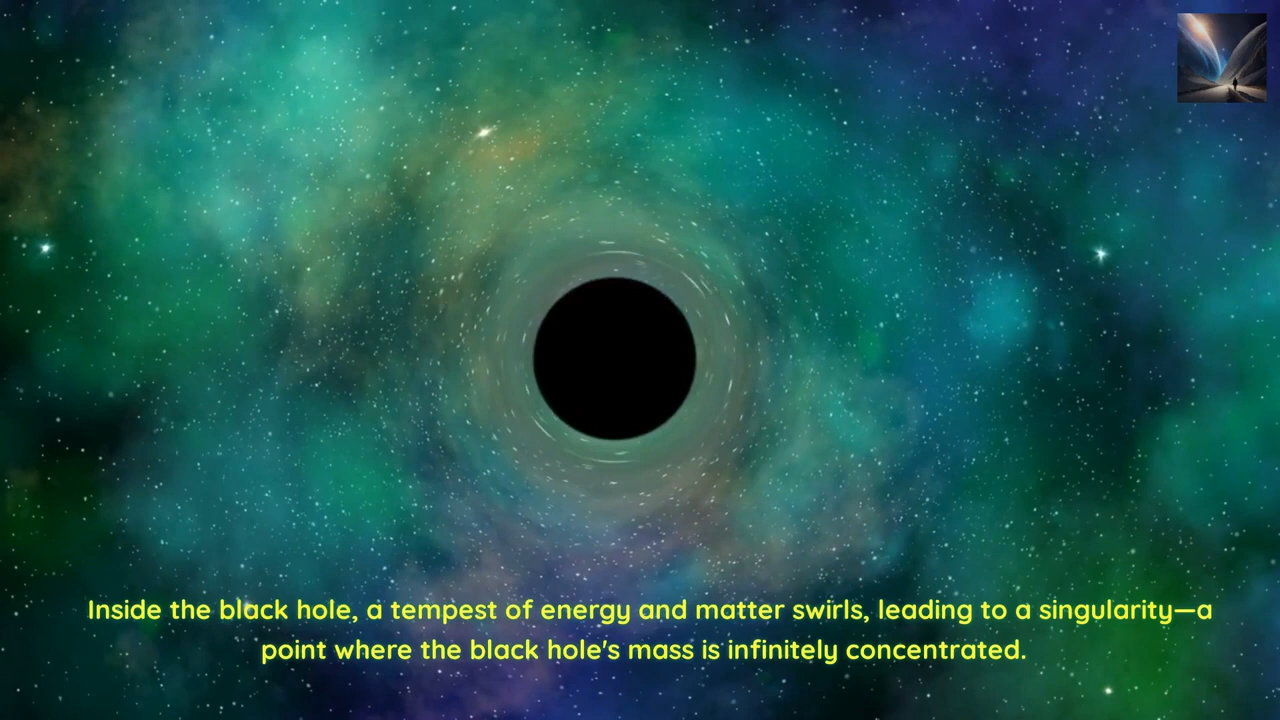 Inside the black hole, a tempest of energy and matter swirls, leading to a singularity—a
point where the black hole's mass is infinitely concentrated.